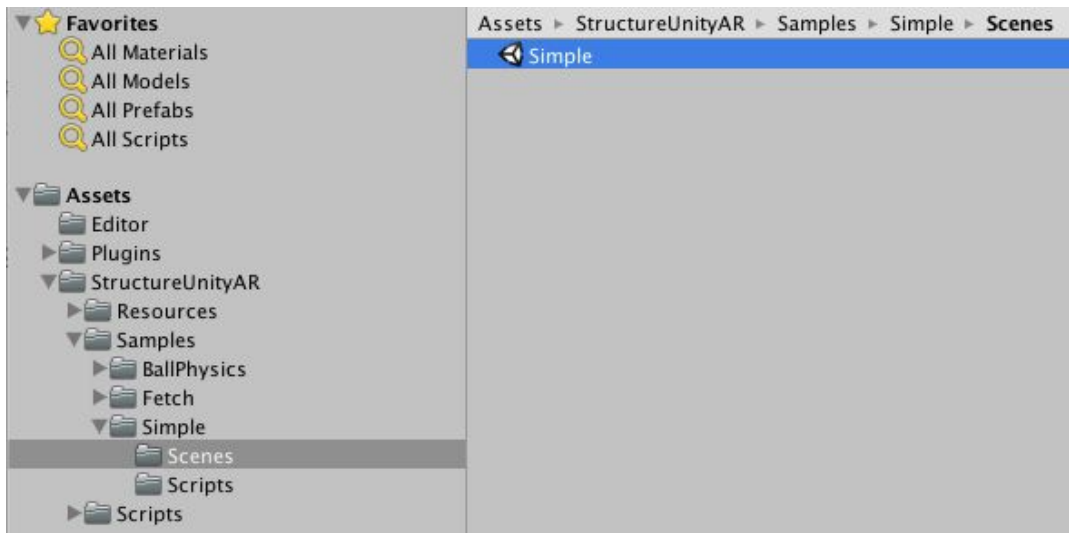 Favorites
All Materials
All Models
All Prefabs
All Scripts
Assets
Editor
Plugins
StructureUnityAR
Resources
Samples
BallPhysics
Fetch
Simple
Scenes
Scripts
Scripts
Assets ▸ StructureUnityAR ▸ Samples ▸ Simple ▸ Scenes
Simple